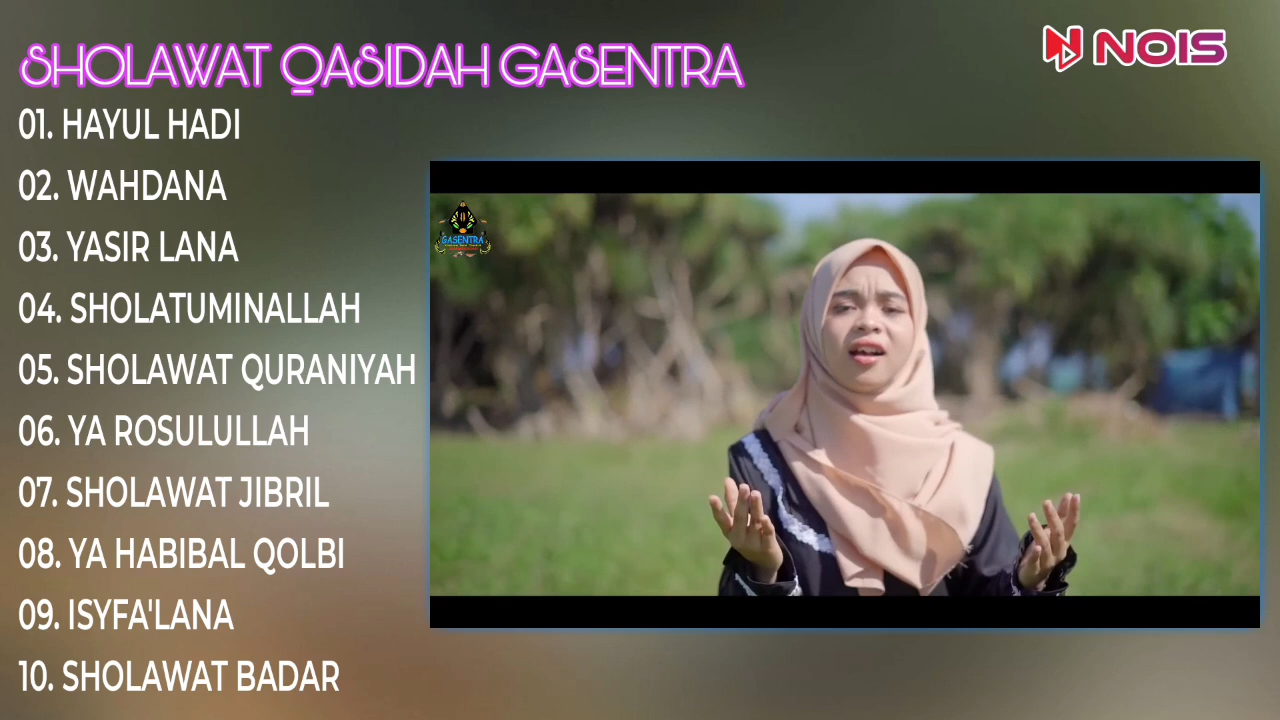 SHOLAWAT QASIDAH GASENTRA
NOIS
01. HAYUL HADI
02. WAHDANA
03. YASIR LANA
04. SHOLATUMINALLAH
05. SHOLAWAT QURANIYAH
06. YA ROSULULLAH
07. SHOLAWAT JIBRIL
08. YA HABIBAL QOLBI
09. ISYFA'LANA
10. SHOLAWAT BADAR
GASENTRA